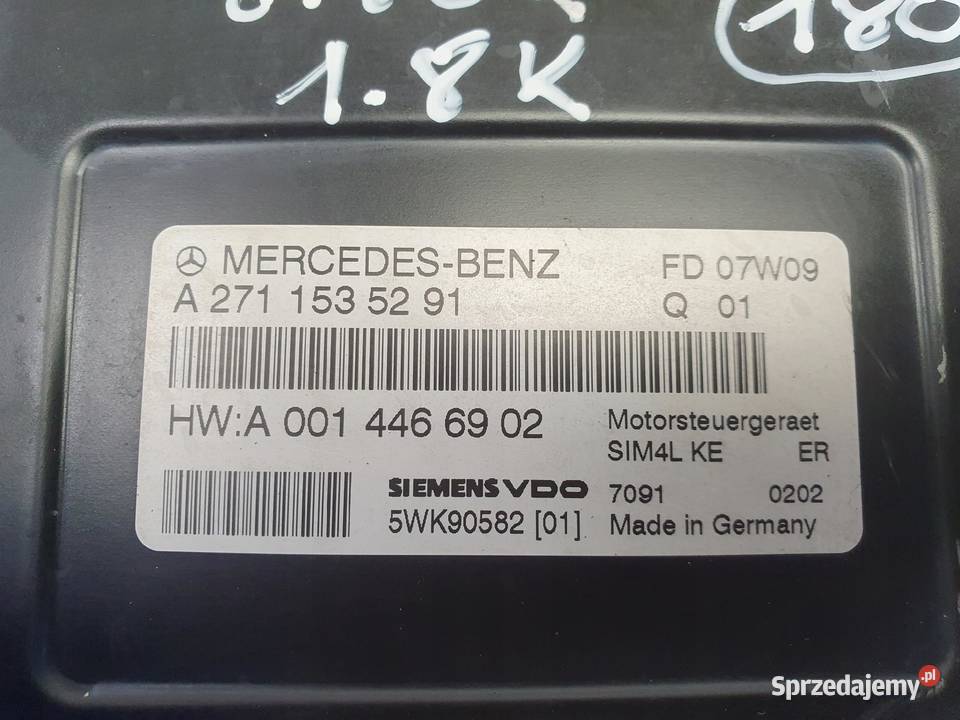 1.8K
180
MERCEDES-BENZ FD 07W09
A 271 153 52 91 Q 01
HW:A 001 446 69 02 Motorsteuergeraet
SIM4L KE ER
SIEMENS VDO 7091 0202
5WK90582 [01] Made in Germany
Sprzedajemy.pl